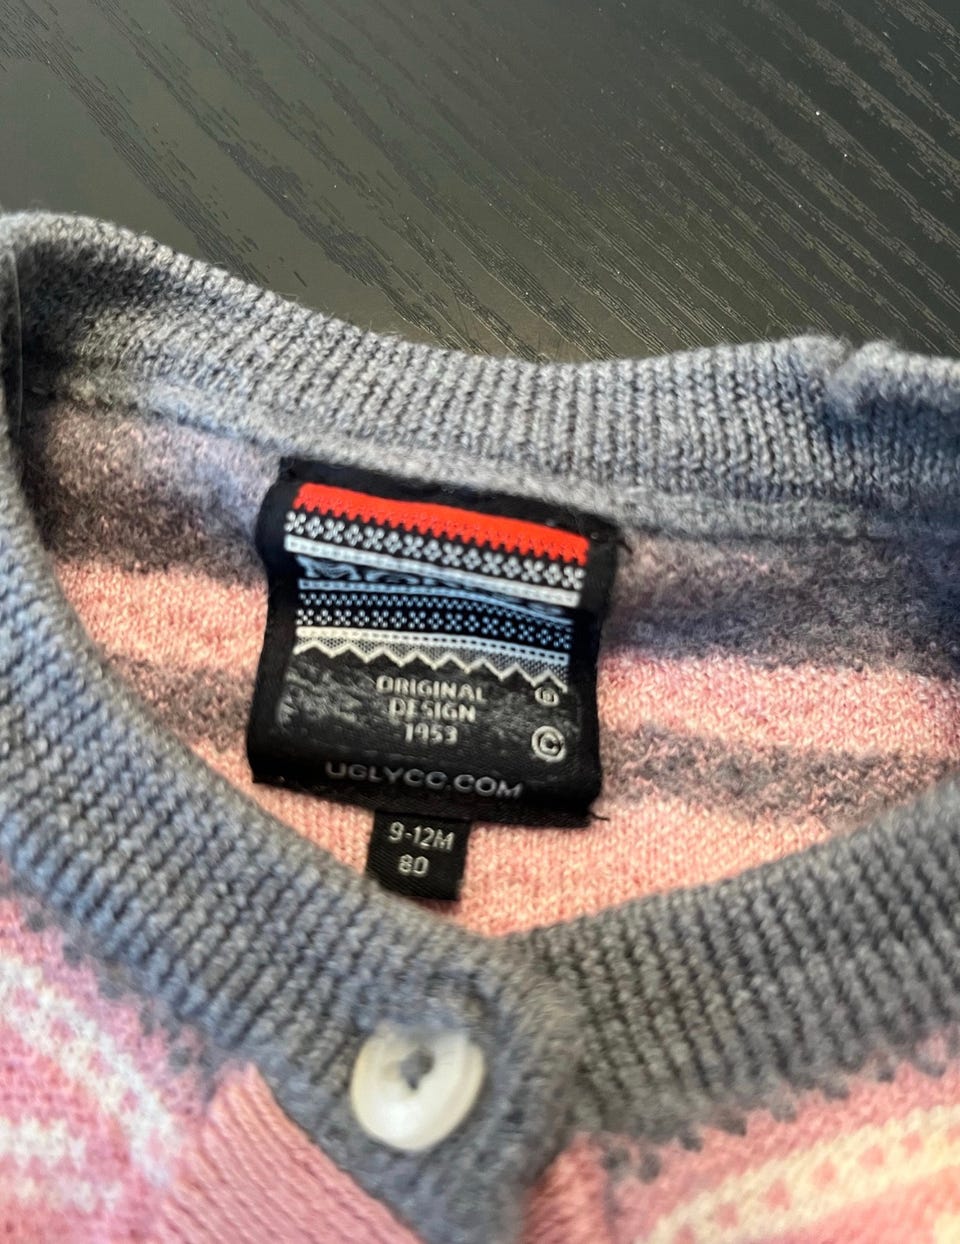 ORIGINAL ®
DESIGN
1953 ©
UGLYCC.COM
9-12M
80